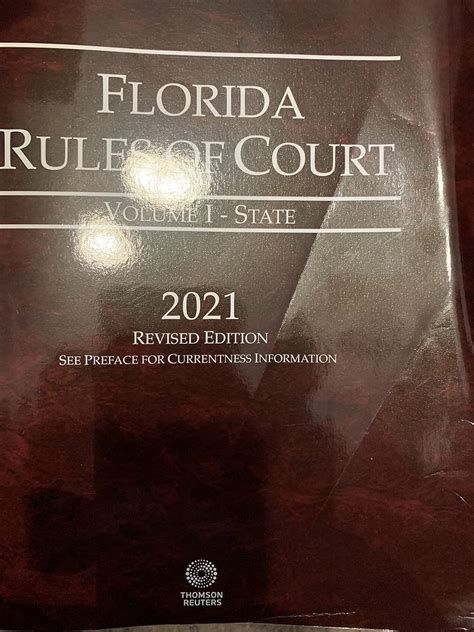 FLORIDA
RULES OF COURT
VOLUME I - STATE
2021
REVISED EDITION
SEE PREFACE FOR CURRENTNESS INFORMATION
THOMSON
REUTERS